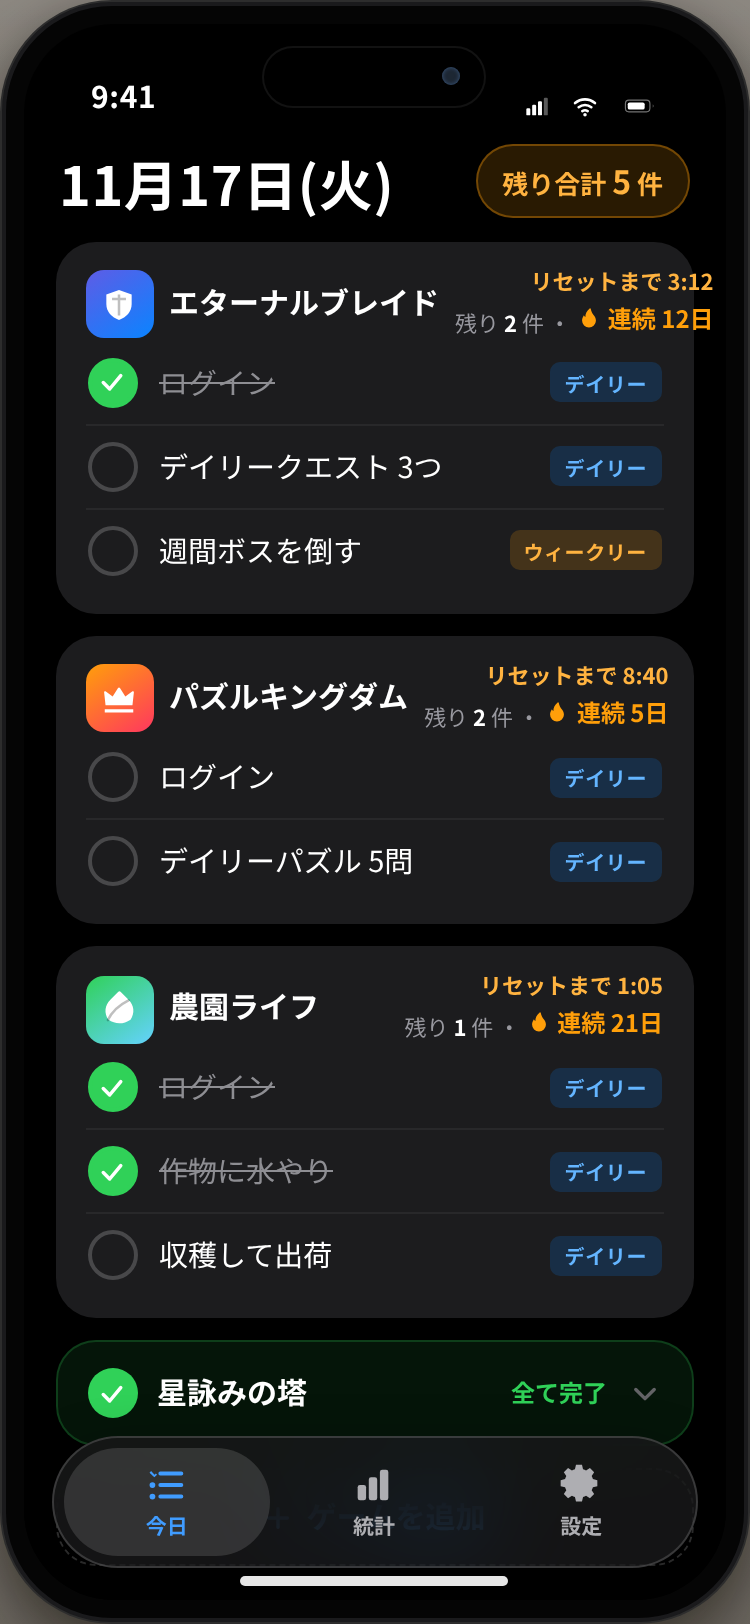 9:41
11月17日(火)
残り合計 5 件
エターナルブレイド
リセットまで 3:12
残り 2 件 ・ 連続 12日
ログイン
デイリー
デイリークエスト 3つ
デイリー
週間ボスを倒す
ウィークリー
パズルキングダム
リセットまで 8:40
残り 2 件 ・ 連続 5日
ログイン
デイリー
デイリーパズル 5問
デイリー
農園ライフ
リセットまで 1:05
残り 1 件 ・ 連続 21日
ログイン
デイリー
作物に水やり
デイリー
収穫して出荷
デイリー
星詠みの塔
全て完了
+ ゲームを追加
今日
統計
設定